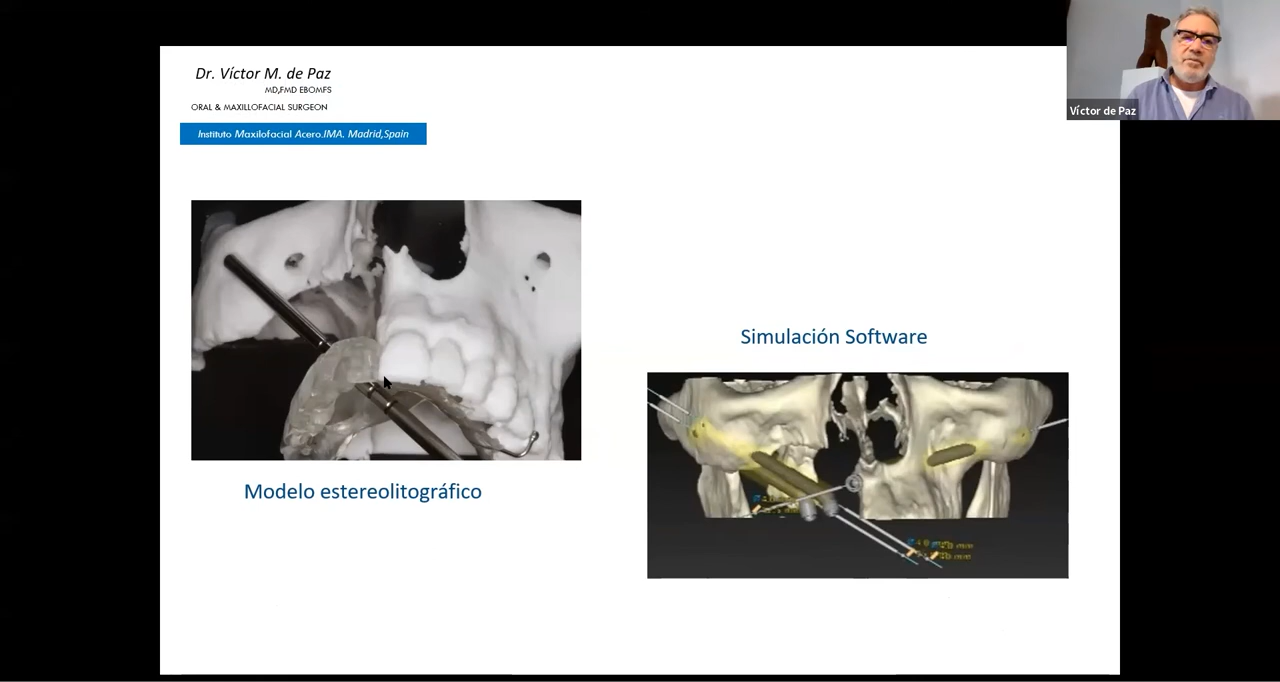 Dr. Víctor M. de Paz
MD,FMD EBOMFS
ORAL & MAXILLOFACIAL SURGEON
Instituto Maxilofacial Acero.IMA. Madrid,Spain
Víctor de Paz
Simulación Software
Modelo estereolitográfico